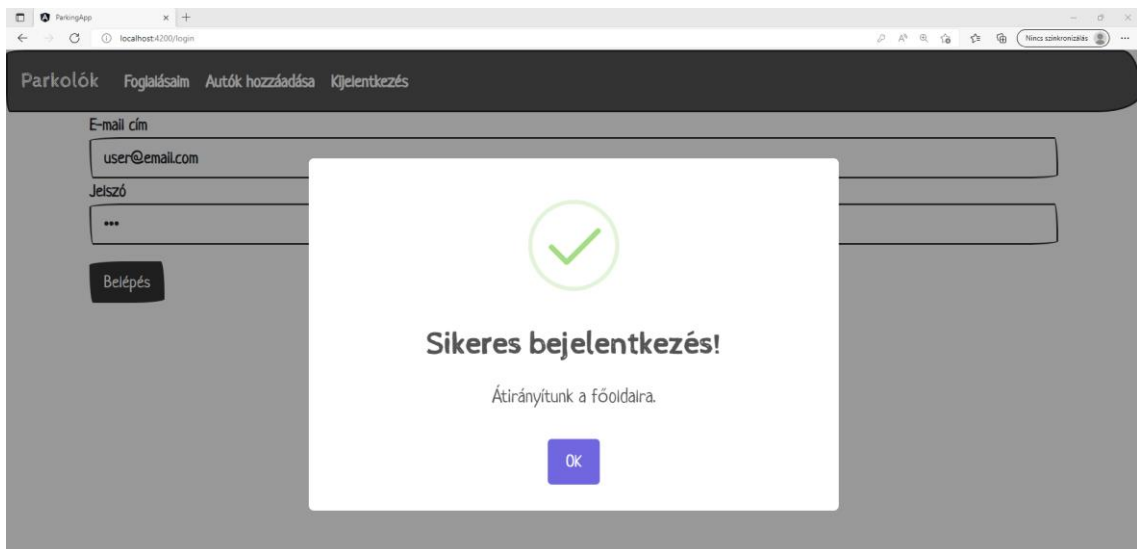 ParkingApp
localhost:4200/login
Nincs szinkronizálás
Parkolók Foglalásaim Autók hozzáadása Kijelentkezés
E-mail cím
user@email.com
Jelszó
•••
Belépés
Sikeres bejelentkezés!
Átirányítunk a főoldalra.
OK